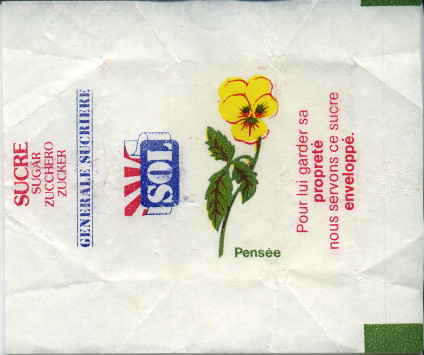 SUCRE
SUGAR
ZUCCHERO
ZUCKER
GENERALE SUCRIERE
SOL
Pensée
Pour lui garder sa
propreté
nous servons ce sucre
enveloppé.